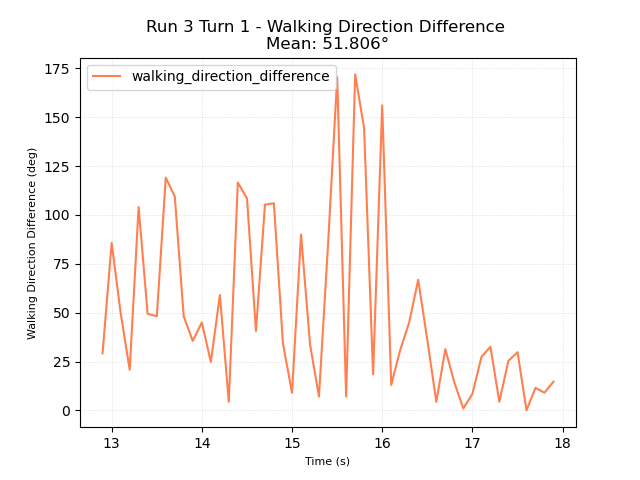 Run 3 Turn 1 - Walking Direction Difference
Mean: 51.806°
walking_direction_difference
Walking Direction Difference (deg)
175
150
125
100
75
50
25
0
13 14 15 16 17 18
Time (s)